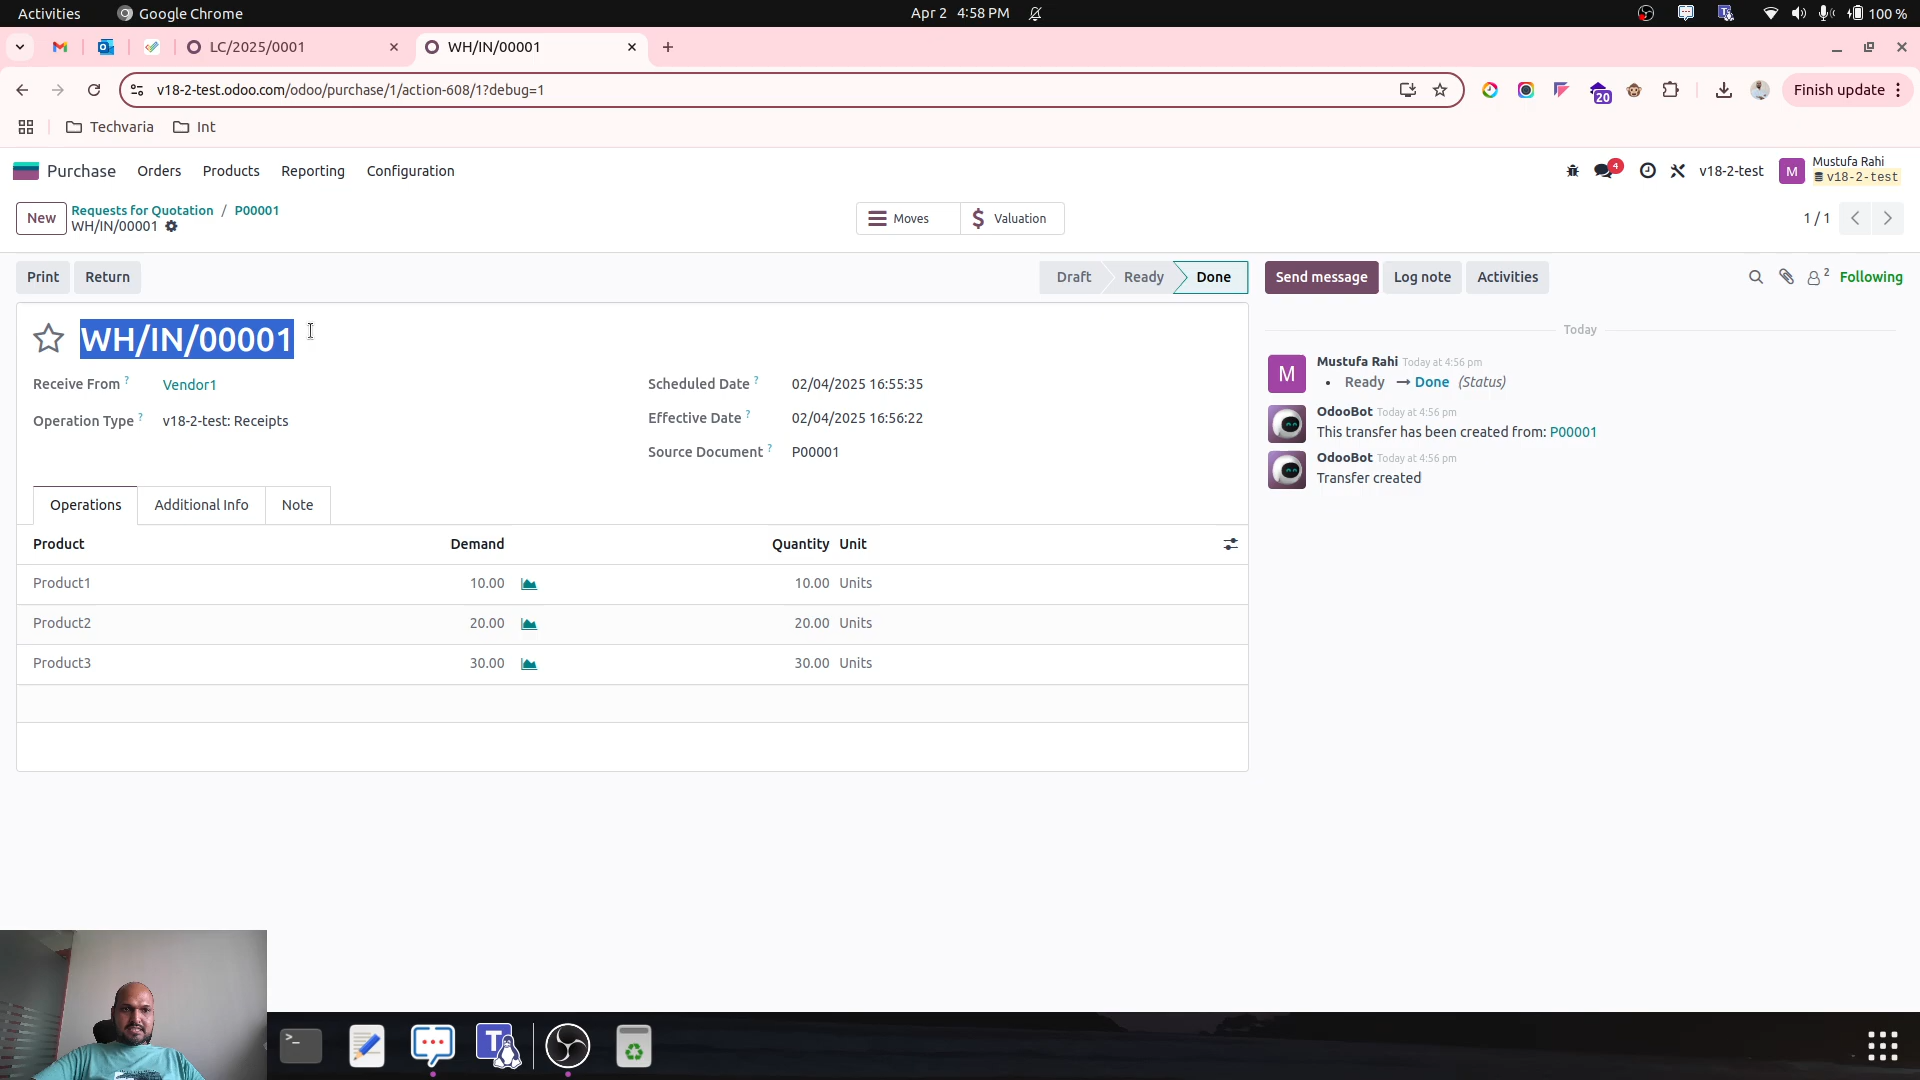 Activities Google Chrome Apr 2 4:58 PM 100 %
LC/2025/0001 WH/IN/00001
v18-2-test.odoo.com/odoo/purchase/1/action-608/1?debug=1 20 Finish update
Techvaria Int
Purchase Orders Products Reporting Configuration 4 v18-2-test M Mustufa Rahi
v18-2-test
New Requests for Quotation / P00001
WH/IN/00001
Moves Valuation 1 / 1
Print Return Draft Ready Done Send message Log note Activities 2 Following
WH/IN/00001
Receive From ? Vendor1
Operation Type ? v18-2-test: Receipts
Scheduled Date ? 02/04/2025 16:55:35
Effective Date ? 02/04/2025 16:56:22
Source Document ? P00001
Operations Additional Info Note
Product Demand Quantity Unit
Product1 10.00 10.00 Units
Product2 20.00 20.00 Units
Product3 30.00 30.00 Units
Today
M Mustufa Rahi Today at 4:56 pm
• Ready → Done (Status)
OdooBot Today at 4:56 pm
This transfer has been created from: P00001
OdooBot Today at 4:56 pm
Transfer created
>_
T